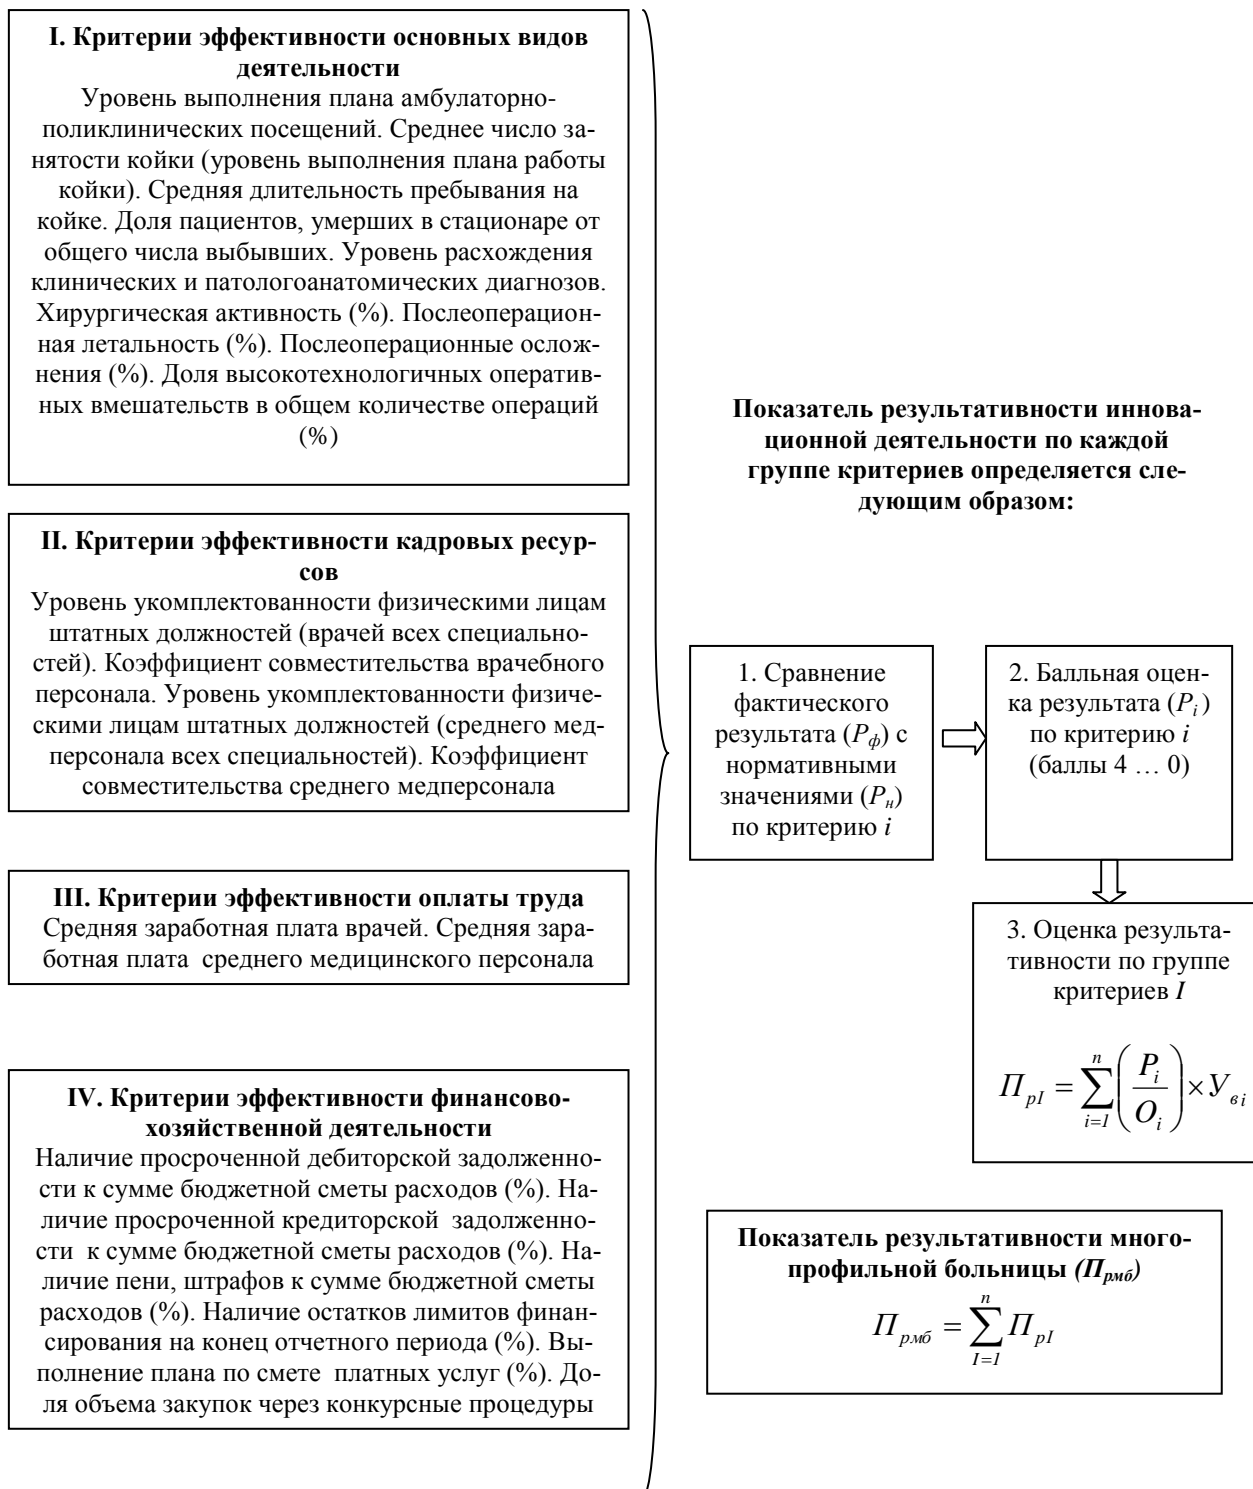 I. Критерии эффективности основных видов
деятельности
Уровень выполнения плана амбулаторно-
поликлинических посещений. Среднее число за-
нятости койки (уровень выполнения плана работы
койки). Средняя длительность пребывания на
койке. Доля пациентов, умерших в стационаре от
общего числа выбывших. Уровень расхождения
клинических и патологоанатомических диагнозов.
Хирургическая активность (%). Послеоперацион-
ная летальность (%). Послеоперационные ослож-
нения (%). Доля высокотехнологичных оператив-
ных вмешательств в общем количестве операций
(%)
II. Критерии эффективности кадровых ресур-
сов
Уровень укомплектованности физическими лицам
штатных должностей (врачей всех специально-
стей). Коэффициент совместительства врачебного
персонала. Уровень укомплектованности физиче-
скими лицам штатных должностей (среднего мед-
персонала всех специальностей). Коэффициент
совместительства среднего медперсонала
III. Критерии эффективности оплаты труда
Средняя заработная плата врачей. Средняя зара-
ботная плата среднего медицинского персонала
IV. Критерии эффективности финансово-
хозяйственной деятельности
Наличие просроченной дебиторской задолженно-
сти к сумме бюджетной сметы расходов (%). На-
личие просроченной кредиторской задолженно-
сти к сумме бюджетной сметы расходов (%). На-
личие пени, штрафов к сумме бюджетной сметы
расходов (%). Наличие остатков лимитов финан-
сирования на конец отчетного периода (%). Вы-
полнение плана по смете платных услуг (%). До-
ля объема закупок через конкурсные процедуры
Показатель результативности иннова-
ционной деятельности по каждой
группе критериев определяется сле-
дующим образом:
1. Сравнение
фактического
результата (Pф) с
нормативными
значениями (Pн)
по критерию i
2. Балльная оцен-
ка результата (Pi)
по критерию i
(баллы 4 … 0)
3. Оценка результа-
тивности по группе
критериев I
ПpI = ∑_{i=1}^{n} (Pi / Oi) × Увi
Показатель результативности много-
профильной больницы (Прмб)
Прмб = ∑_{I=1}^{n} ПpI